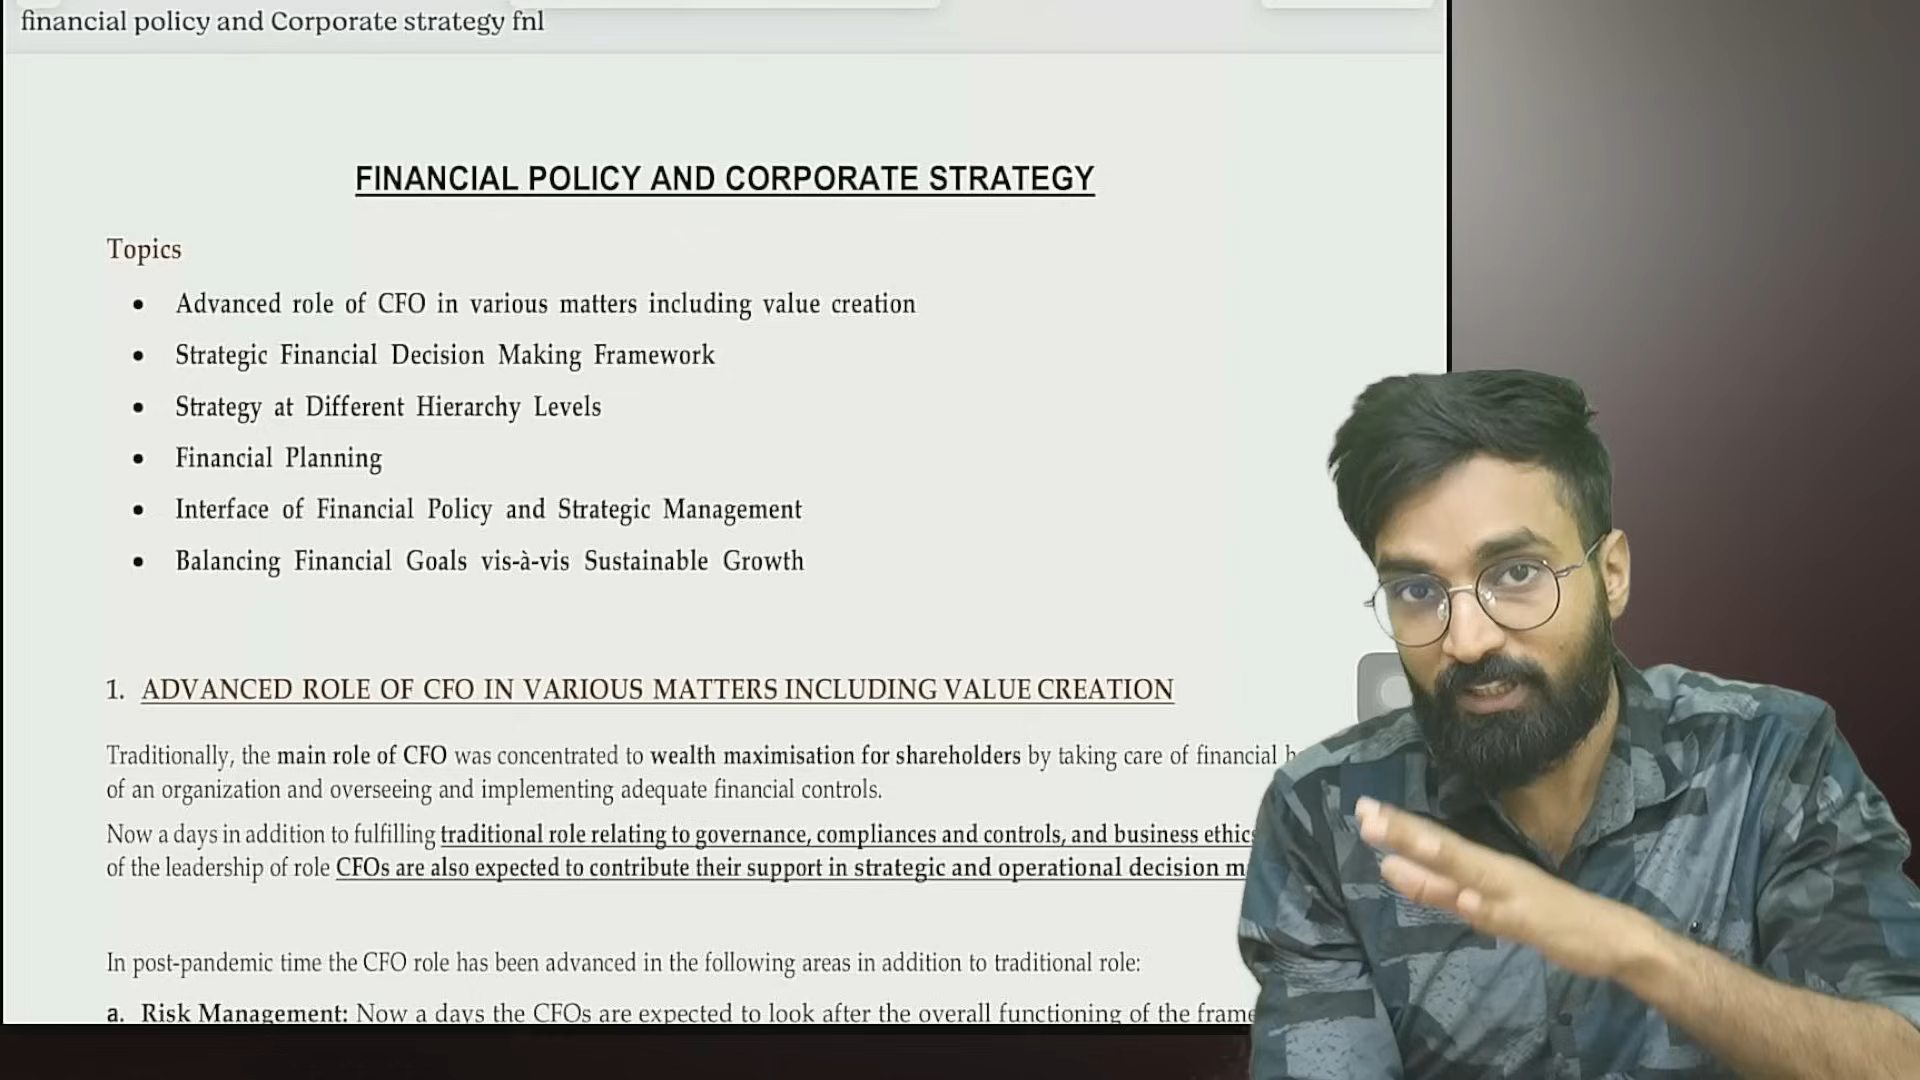 financial policy and Corporate strategy fnl
FINANCIAL POLICY AND CORPORATE STRATEGY
Topics
• Advanced role of CFO in various matters including value creation
• Strategic Financial Decision Making Framework
• Strategy at Different Hierarchy Levels
• Financial Planning
• Interface of Financial Policy and Strategic Management
• Balancing Financial Goals vis-à-vis Sustainable Growth
1. ADVANCED ROLE OF CFO IN VARIOUS MATTERS INCLUDING VALUE CREATION
Traditionally, the main role of CFO was concentrated to wealth maximisation for shareholders by taking care of financial
of an organization and overseeing and implementing adequate financial controls.
Now a days in addition to fulfilling traditional role relating to governance, compliances and controls, and business
of the leadership of role CFOs are also expected to contribute their support in strategic and operational decision
In post-pandemic time the CFO role has been advanced in the following areas in addition to traditional role:
a. Risk Management: Now a days the CFOs are expected to look after the overall functioning of the